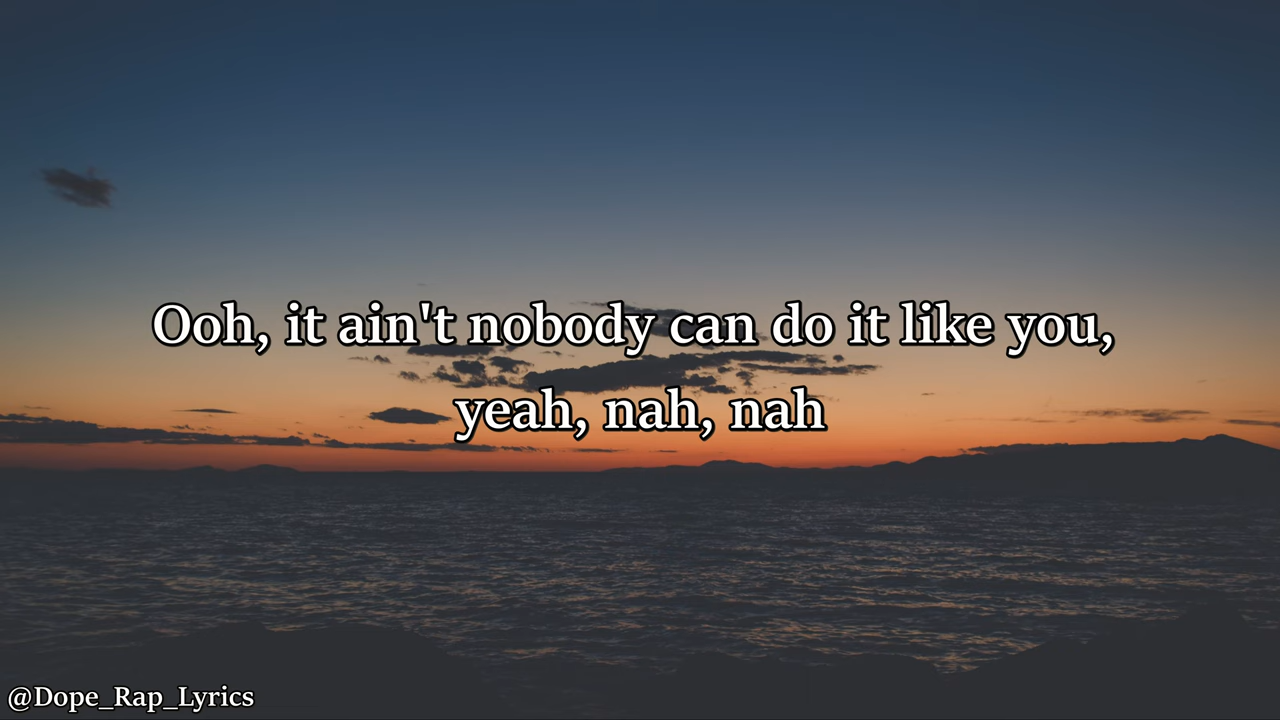 Ooh, it ain't nobody can do it like you,
yeah, nah, nah
@Dope_Rap_Lyrics